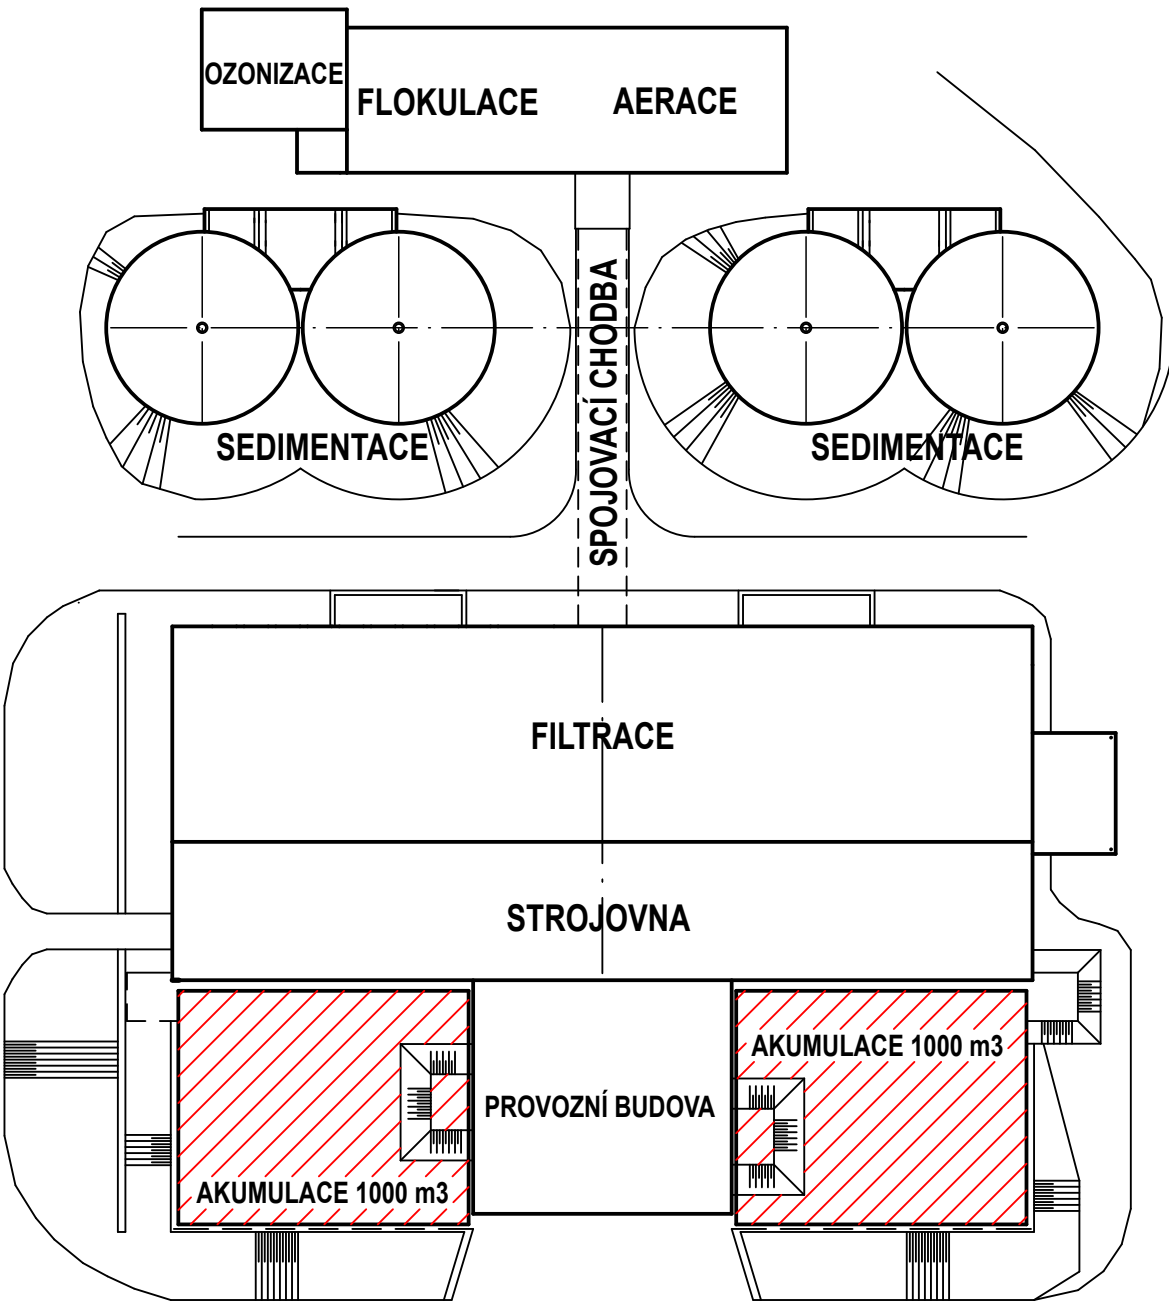 OZONIZACE
FLOKULACE
AERACE
SPOJOVACÍ CHODBA
SEDIMENTACE
SEDIMENTACE
FILTRACE
STROJOVNA
AKUMULACE 1000 m3
PROVOZNÍ BUDOVA
AKUMULACE 1000 m3